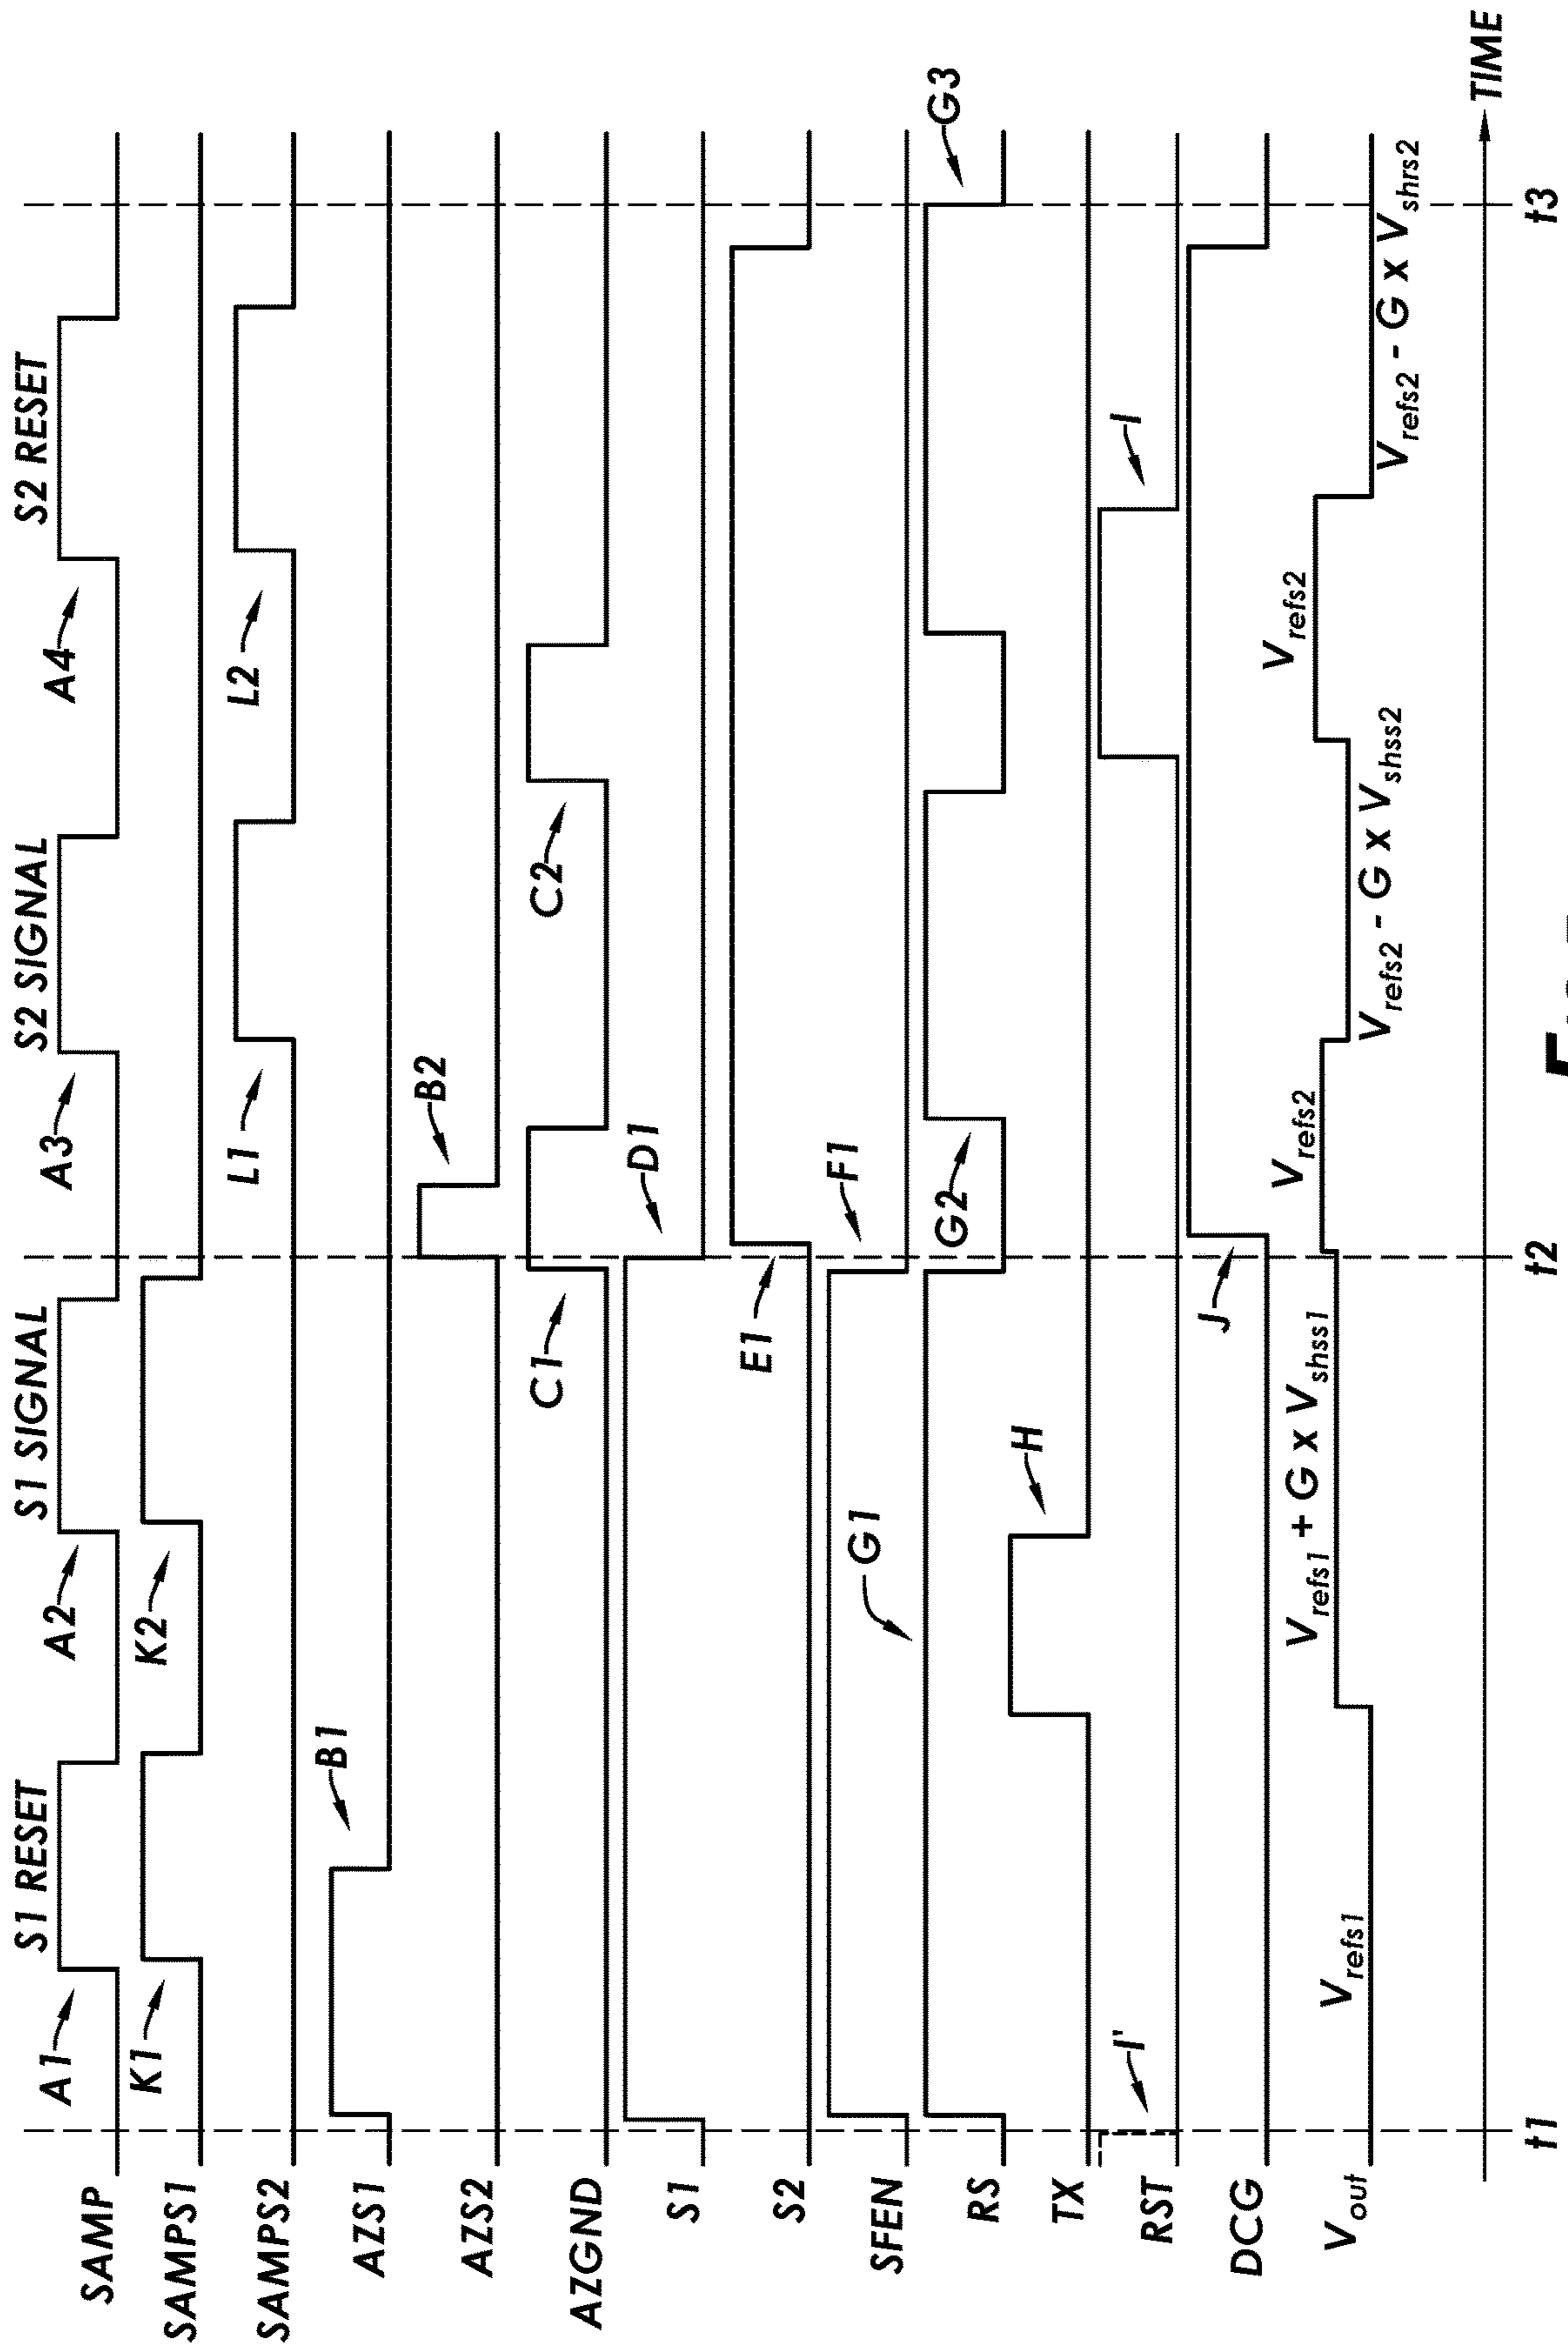 S1 RESET
S1 SIGNAL
S2 SIGNAL
S2 RESET
SAMP
A1
A2
A3
A4
SAMPS1
K1
K2
SAMPS2
L1
L2
AZS1
B1
AZS2
B2
AZGND
C1
C2
S1
D1
S2
E1
SFEN
F1
RS
G1
G2
G3
TX
H
RST
I'
I
DCG
J
Vout
Vrefs1
Vrefs1 + G x Vshss1
Vrefs2
Vrefs2 - G x Vshss2
Vrefs2
Vrefs2 - G x Vshrs2
TIME
t1
t2
t3